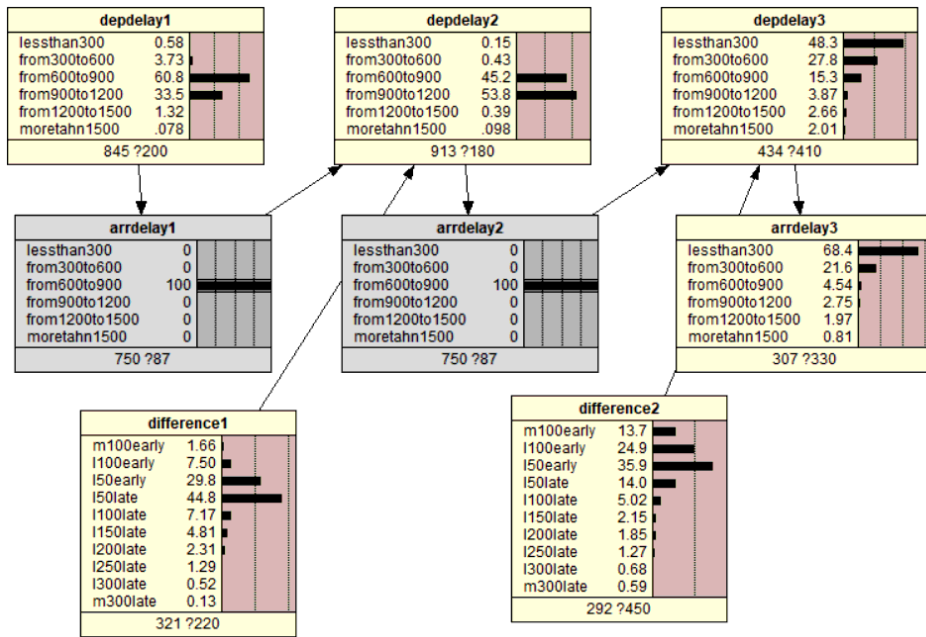 depdelay1
lessthan300 0.58
from300to600 3.73
from600to900 60.8
from900to1200 33.5
from1200to1500 1.32
moretahn1500 .078
845 ?200
depdelay2
lessthan300 0.15
from300to600 0.43
from600to900 45.2
from900to1200 53.8
from1200to1500 0.39
moretahn1500 .098
913 ?180
depdelay3
lessthan300 48.3
from300to600 27.8
from600to900 15.3
from900to1200 3.87
from1200to1500 2.66
moretahn1500 2.01
434 ?410
arrdelay1
lessthan300 0
from300to600 0
from600to900 100
from900to1200 0
from1200to1500 0
moretahn1500 0
750 ?87
arrdelay2
lessthan300 0
from300to600 0
from600to900 100
from900to1200 0
from1200to1500 0
moretahn1500 0
750 ?87
arrdelay3
lessthan300 68.4
from300to600 21.6
from600to900 4.54
from900to1200 2.75
from1200to1500 1.97
moretahn1500 0.81
307 ?330
difference1
m100early 1.66
l100early 7.50
l50early 29.8
l50late 44.8
l100late 7.17
l150late 4.81
l200late 2.31
l250late 1.29
l300late 0.52
m300late 0.13
321 ?220
difference2
m100early 13.7
l100early 24.9
l50early 35.9
l50late 14.0
l100late 5.02
l150late 2.15
l200late 1.85
l250late 1.27
l300late 0.68
m300late 0.59
292 ?450